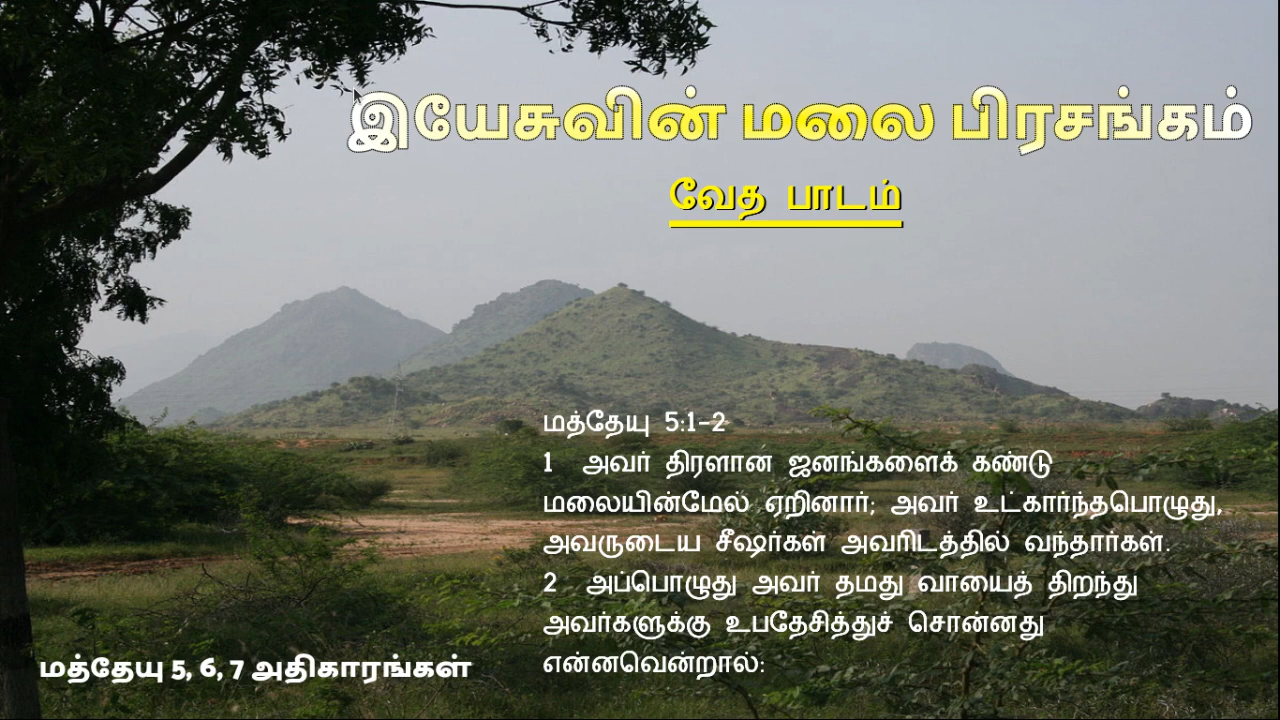 இயேசுவின் மலை பிரசங்கம்
வேத பாடம்
மத்தேயு 5:1-2
1 அவர் திரளான ஜனங்களைக் கண்டு
மலையின்மேல் ஏறினார்; அவர் உட்கார்ந்தபொழுது,
அவருடைய சீஷர்கள் அவரிடத்தில் வந்தார்கள்.
2 அப்பொழுது அவர் தமது வாயைத் திறந்து
அவர்களுக்கு உபதேசித்துச் சொன்னது
என்னவென்றால்:
மத்தேயு 5, 6, 7 அதிகாரங்கள்